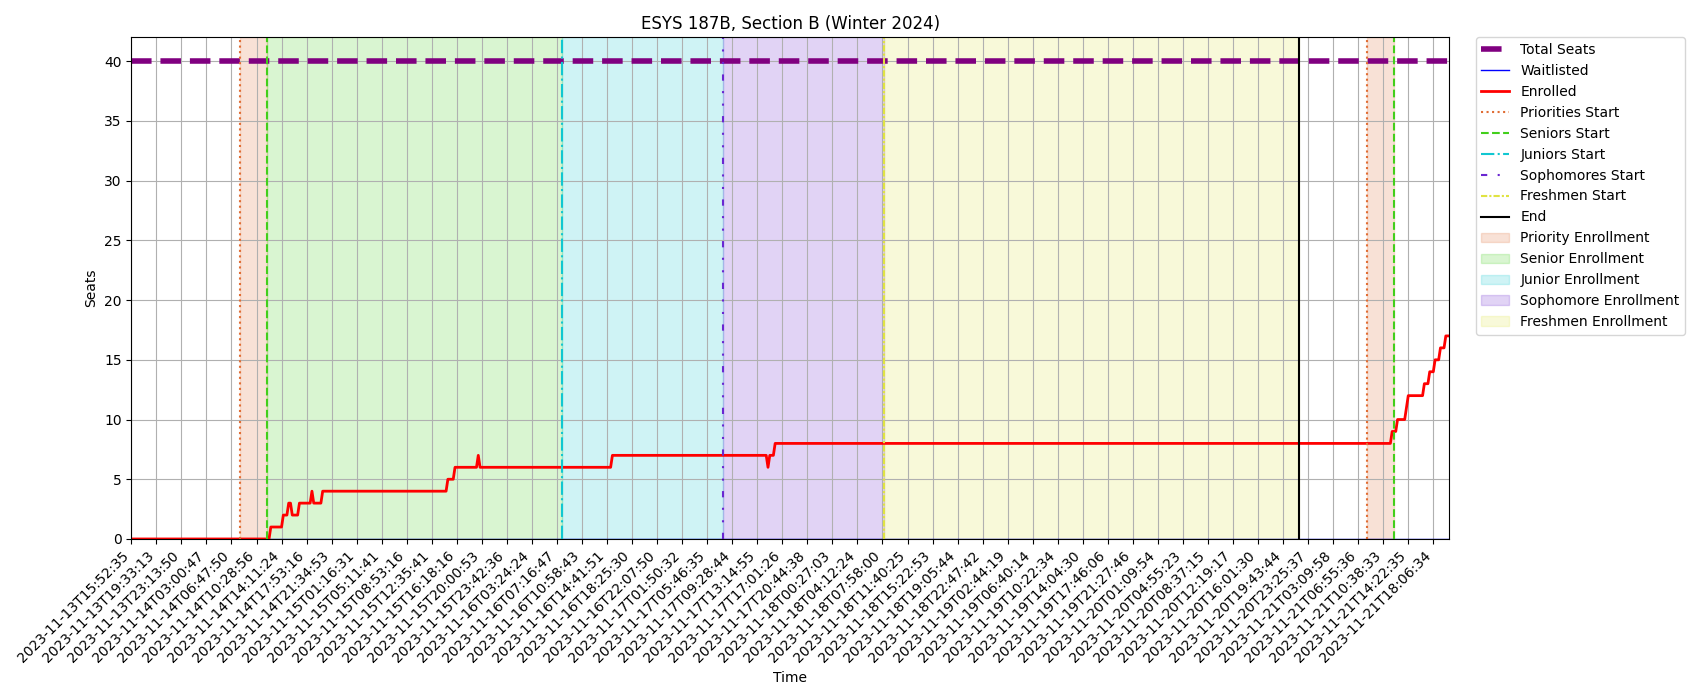 ESYS 187B, Section B (Winter 2024)
Seats
40
35
30
25
20
15
10
5
0
2023-11-13T15:52:35
2023-11-13T19:33:13
2023-11-13T23:13:50
2023-11-14T03:00:47
2023-11-14T06:47:50
2023-11-14T10:28:56
2023-11-14T14:11:24
2023-11-14T17:53:16
2023-11-14T21:34:53
2023-11-15T01:16:31
2023-11-15T05:11:41
2023-11-15T08:53:16
2023-11-15T12:35:41
2023-11-15T16:18:16
2023-11-15T20:00:53
2023-11-15T23:42:36
2023-11-16T03:24:24
2023-11-16T07:16:47
2023-11-16T10:58:43
2023-11-16T14:41:51
2023-11-16T18:25:30
2023-11-16T22:07:50
2023-11-17T01:50:32
2023-11-17T05:46:35
2023-11-17T09:28:44
2023-11-17T13:14:55
2023-11-17T17:01:26
2023-11-17T20:44:38
2023-11-18T00:27:03
2023-11-18T04:12:24
2023-11-18T07:58:00
2023-11-18T11:40:25
2023-11-18T15:22:53
2023-11-18T19:05:44
2023-11-18T22:47:42
2023-11-19T02:44:19
2023-11-19T06:40:14
2023-11-19T10:22:34
2023-11-19T14:04:30
2023-11-19T17:46:06
2023-11-19T21:27:46
2023-11-20T01:09:54
2023-11-20T04:55:23
2023-11-20T08:37:15
2023-11-20T12:19:17
2023-11-20T16:01:30
2023-11-20T19:43:44
2023-11-20T23:25:37
2023-11-21T03:09:58
2023-11-21T06:55:36
2023-11-21T10:38:33
2023-11-21T14:22:35
2023-11-21T18:06:34
Time
Total Seats
Waitlisted
Enrolled
Priorities Start
Seniors Start
Juniors Start
Sophomores Start
Freshmen Start
End
Priority Enrollment
Senior Enrollment
Junior Enrollment
Sophomore Enrollment
Freshmen Enrollment